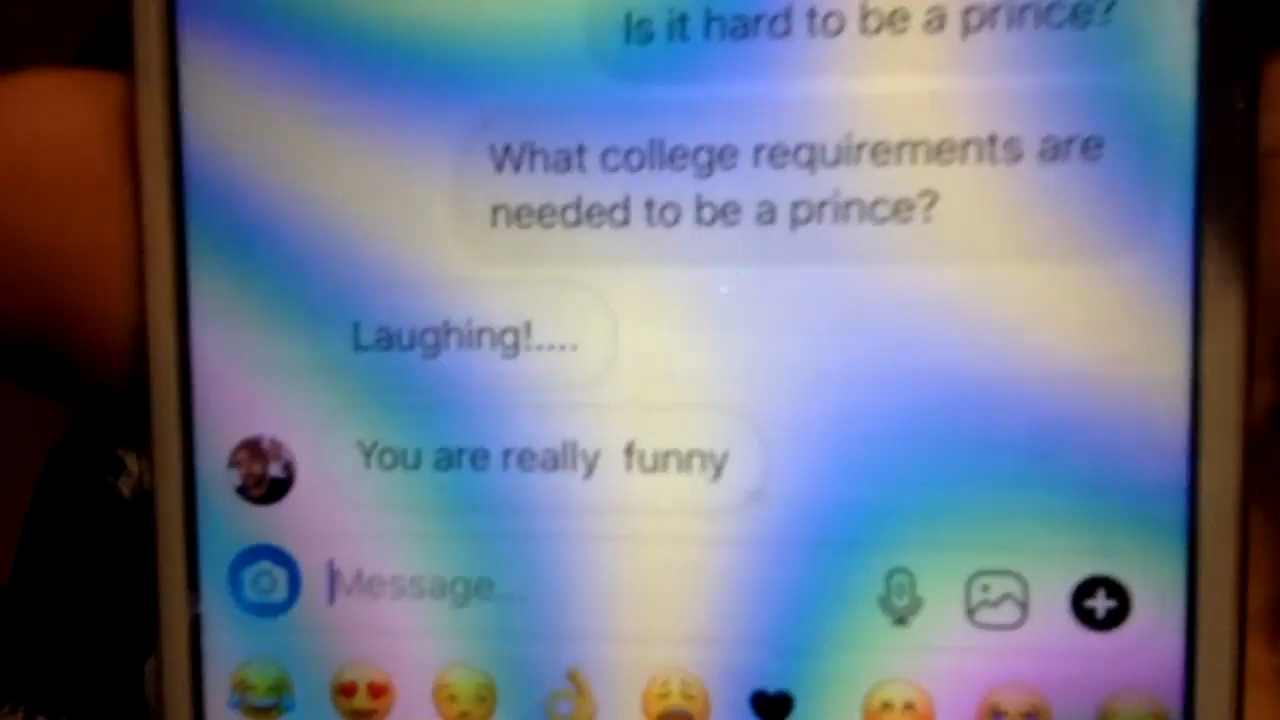 Is it hard to be a prince?
What college requirements are
needed to be a prince?
Laughing!....
You are really funny
Message...